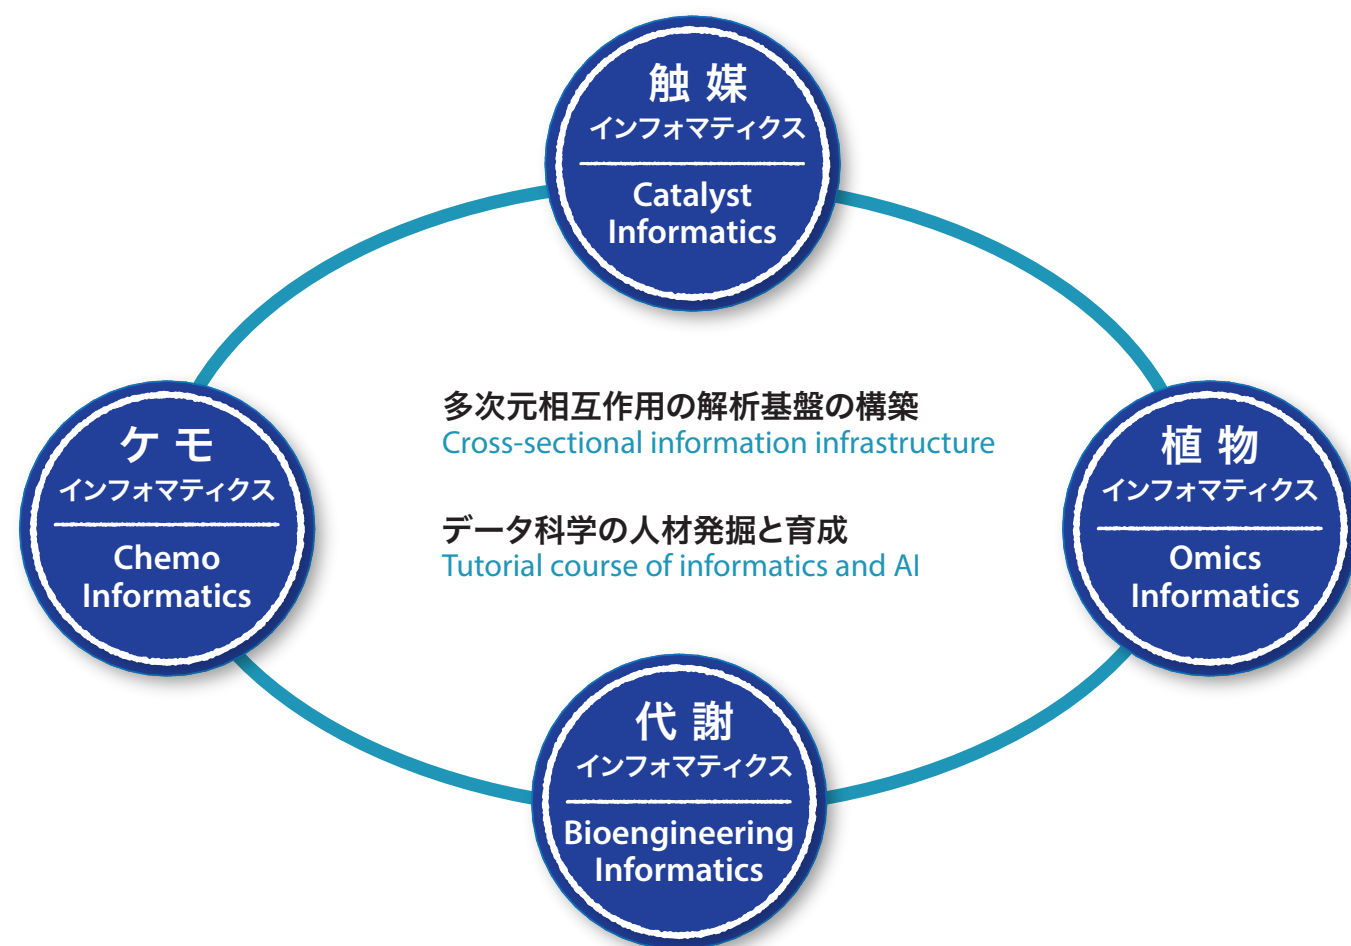 触媒
インフォマティクス
Catalyst
Informatics
多次元相互作用の解析基盤の構築
Cross-sectional information infrastructure
データ科学の人材発掘と育成
Tutorial course of informatics and AI
ケモ
インフォマティクス
Chemo
Informatics
植物
インフォマティクス
Omics
Informatics
代謝
インフォマティクス
Bioengineering
Informatics